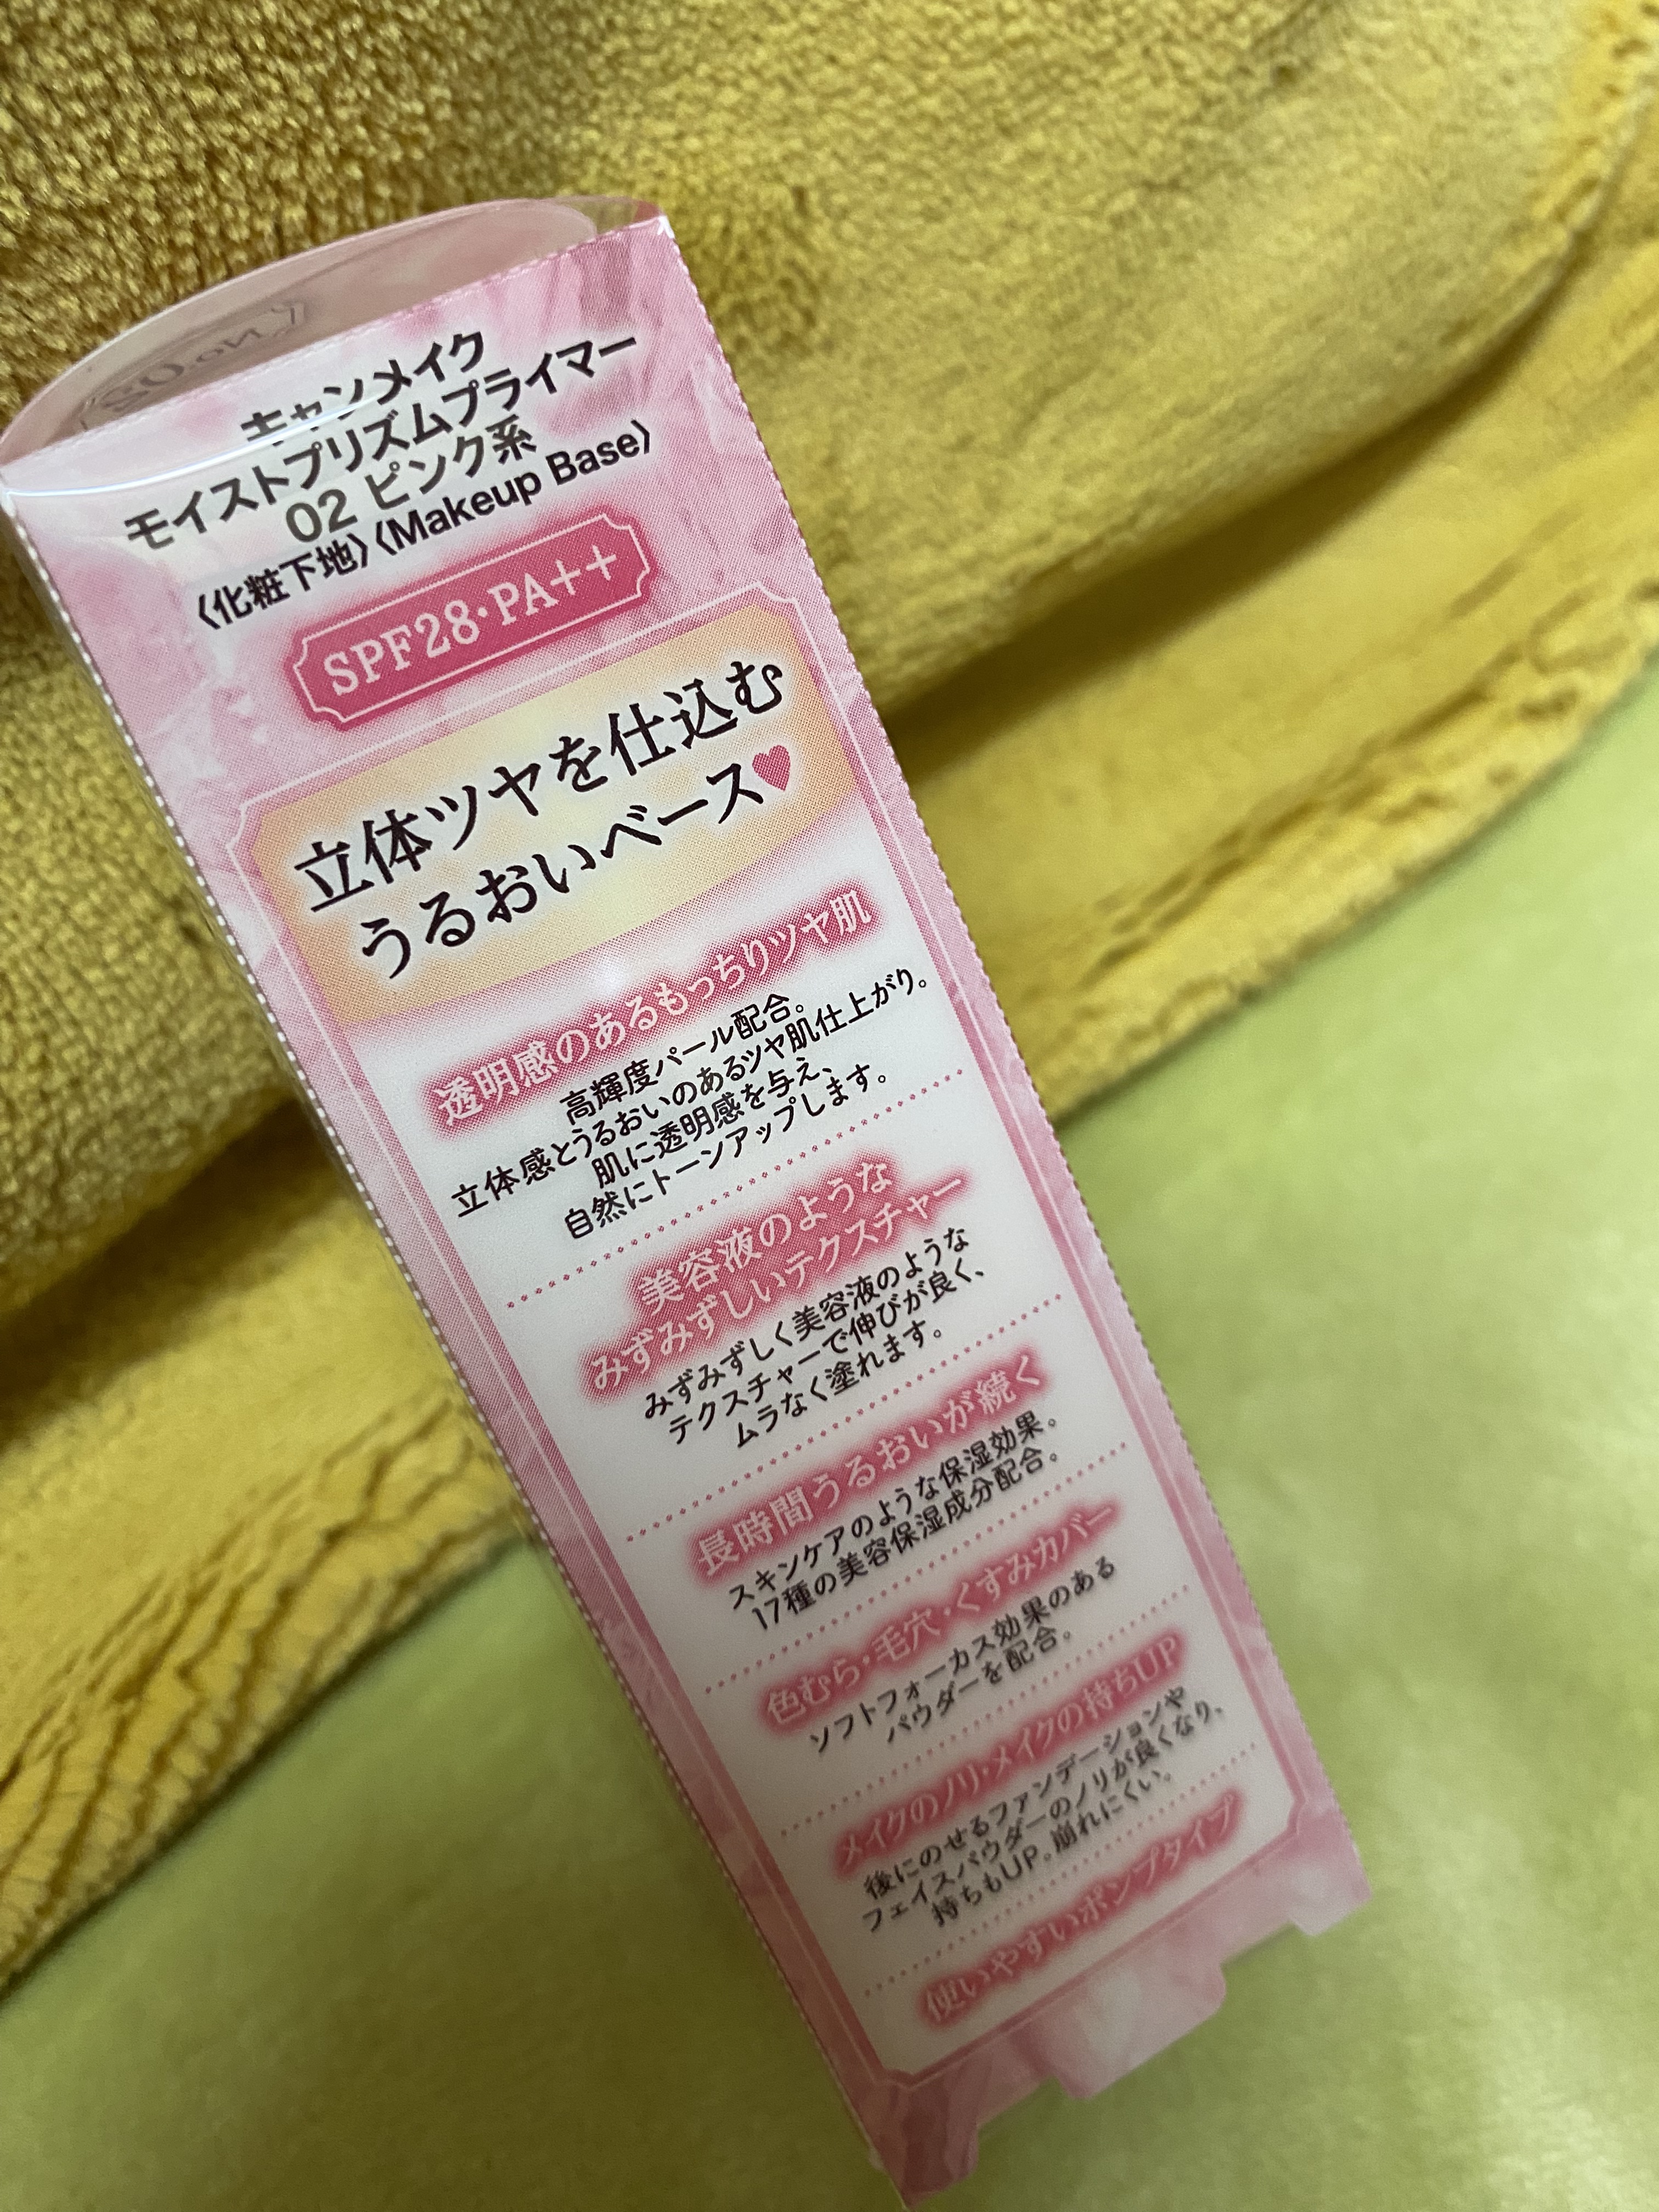 No.02
キャンメイク
モイストプリズムプライマー
02 ピンク系
〈化粧下地〉〈Makeup Base〉
SPF28・PA++
立体ツヤを仕込む
うるおいベース♥
透明感のあるもっちりツヤ肌
高輝度パール配合。
立体感とうるおいのあるツヤ肌仕上がり。
肌に透明感を与え、
自然にトーンアップします。
美容液のような
みずみずしいテクスチャー
みずみずしく美容液のような
テクスチャーで伸びが良く、
ムラなく塗れます。
長時間うるおいが続く
スキンケアのような保湿効果。
17種の美容保湿成分配合。
色むら・毛穴・くすみカバー
ソフトフォーカス効果のある
パウダーを配合。
メイクのノリ・メイクの持ちUP
後にのせるファンデーションや
フェイスパウダーのノリが良くなり、
持ちもUP。崩れにくい。
使いやすいポンプタイプ